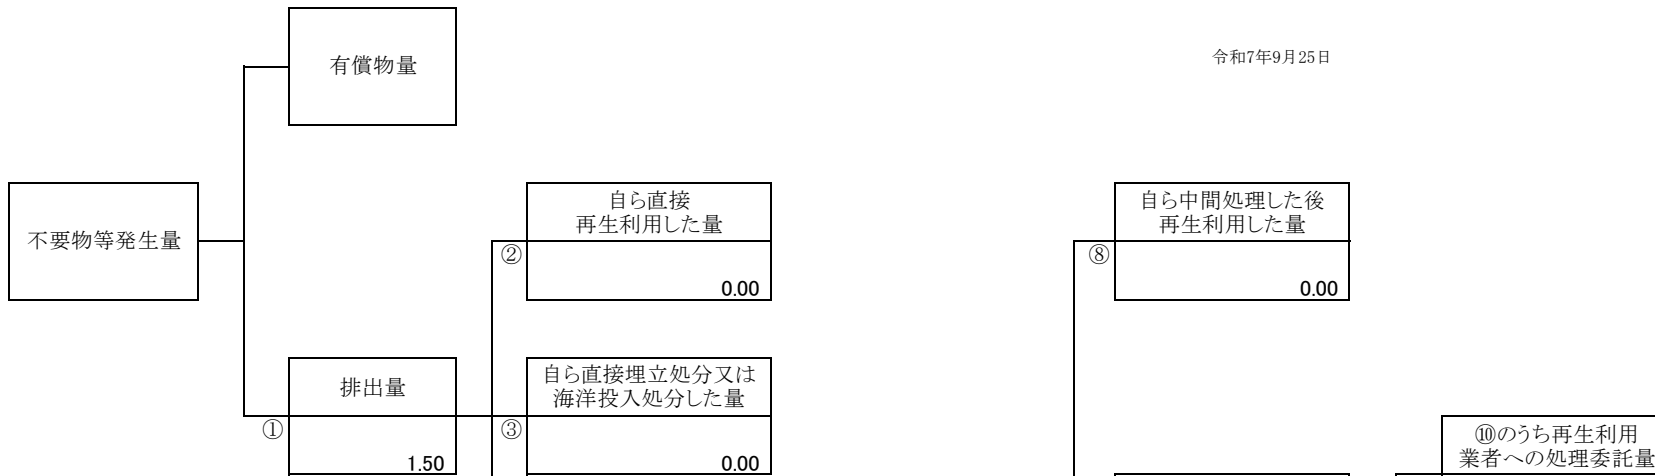 有償物量
令和7年9月25日
不要物等発生量
自ら直接
再生利用した量
②
0.00
自ら中間処理した後
再生利用した量
⑧
0.00
排出量
①
1.50
自ら直接埋立処分又は
海洋投入処分した量
③
0.00
⑩のうち再生利用
業者への処理委託量